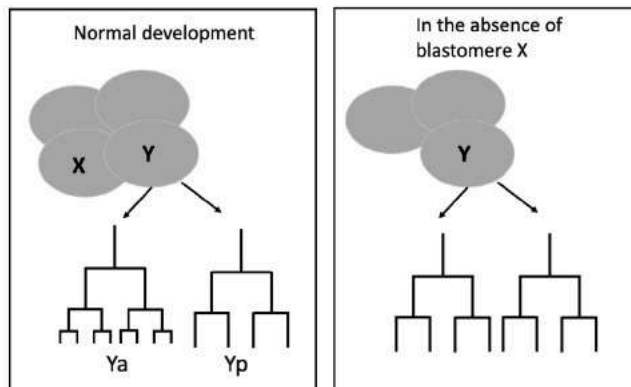 Normal development
X
Y
Ya
Yp
In the absence of
blastomere X
Y